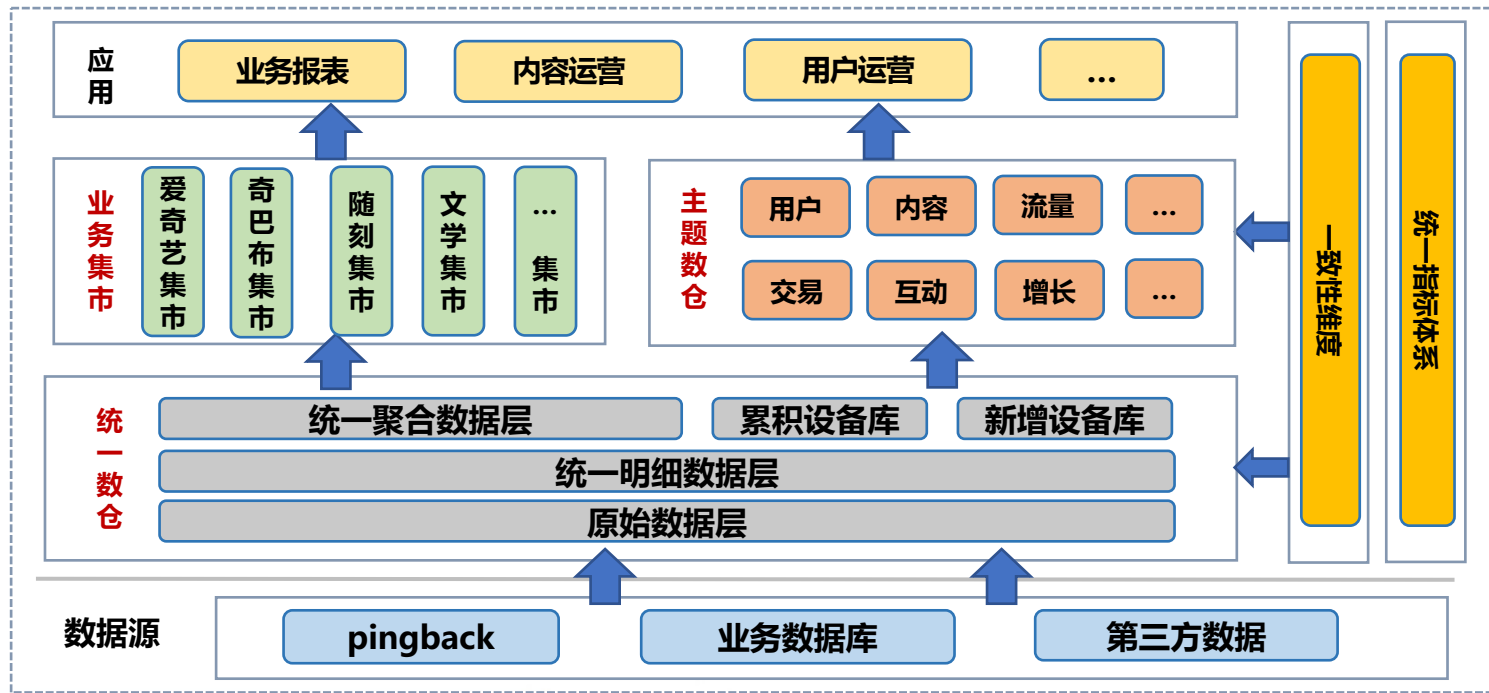 应用
业务报表
内容运营
用户运营
...
业务集市
爱奇艺集市
奇巴布集市
随刻集市
文学集市
... 集市
主题数仓
用户
内容
流量
...
交易
互动
增长
...
统一数仓
统一聚合数据层
累积设备库
新增设备库
统一明细数据层
原始数据层
一致性维度
统一指标体系
数据源
pingback
业务数据库
第三方数据